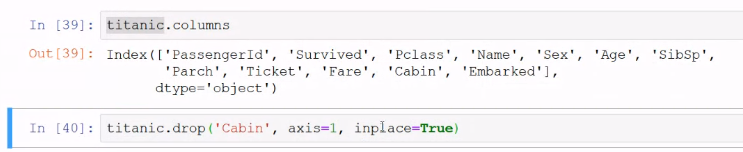 In [39]: titanic.columns
Out[39]: Index(['PassengerId', 'Survived', 'Pclass', 'Name', 'Sex', 'Age', 'SibSp',
'Parch', 'Ticket', 'Fare', 'Cabin', 'Embarked'],
dtype='object')
In [40]: titanic.drop('Cabin', axis=1, inplace=True)